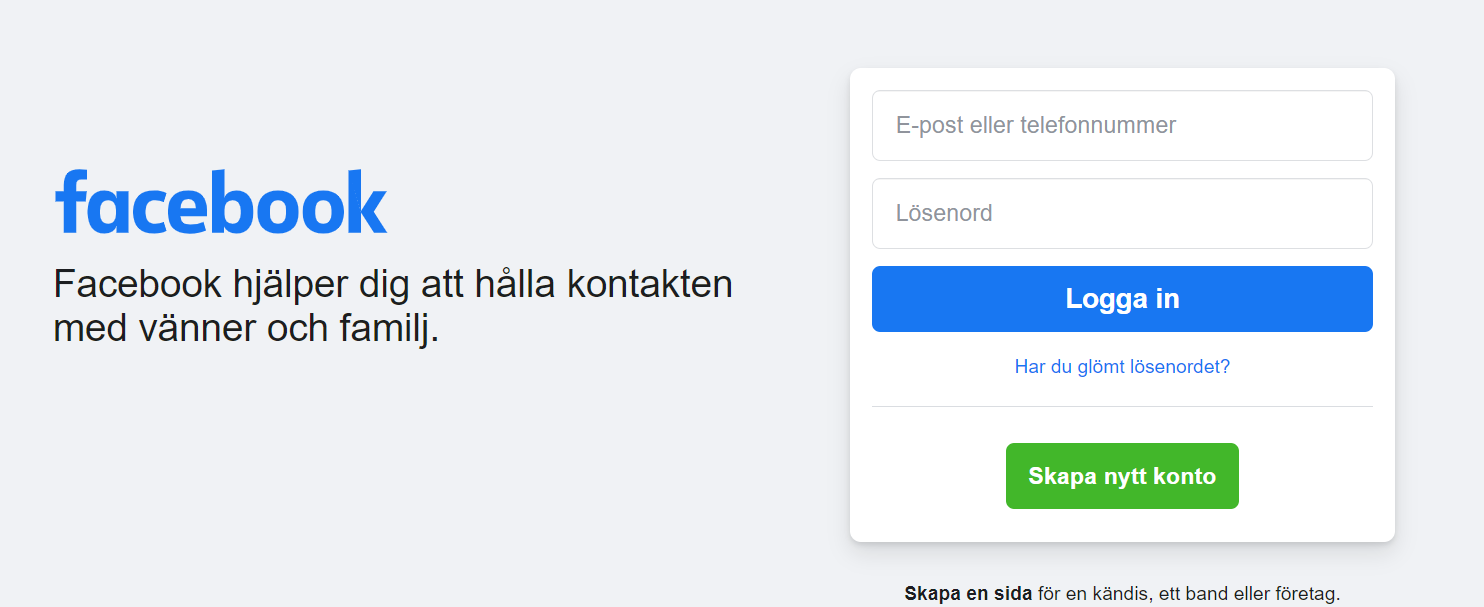 facebook
Facebook hjälper dig att hålla kontakten
med vänner och familj.
E-post eller telefonnummer
Lösenord
Logga in
Har du glömt lösenordet?
Skapa nytt konto
Skapa en sida för en kändis, ett band eller företag.